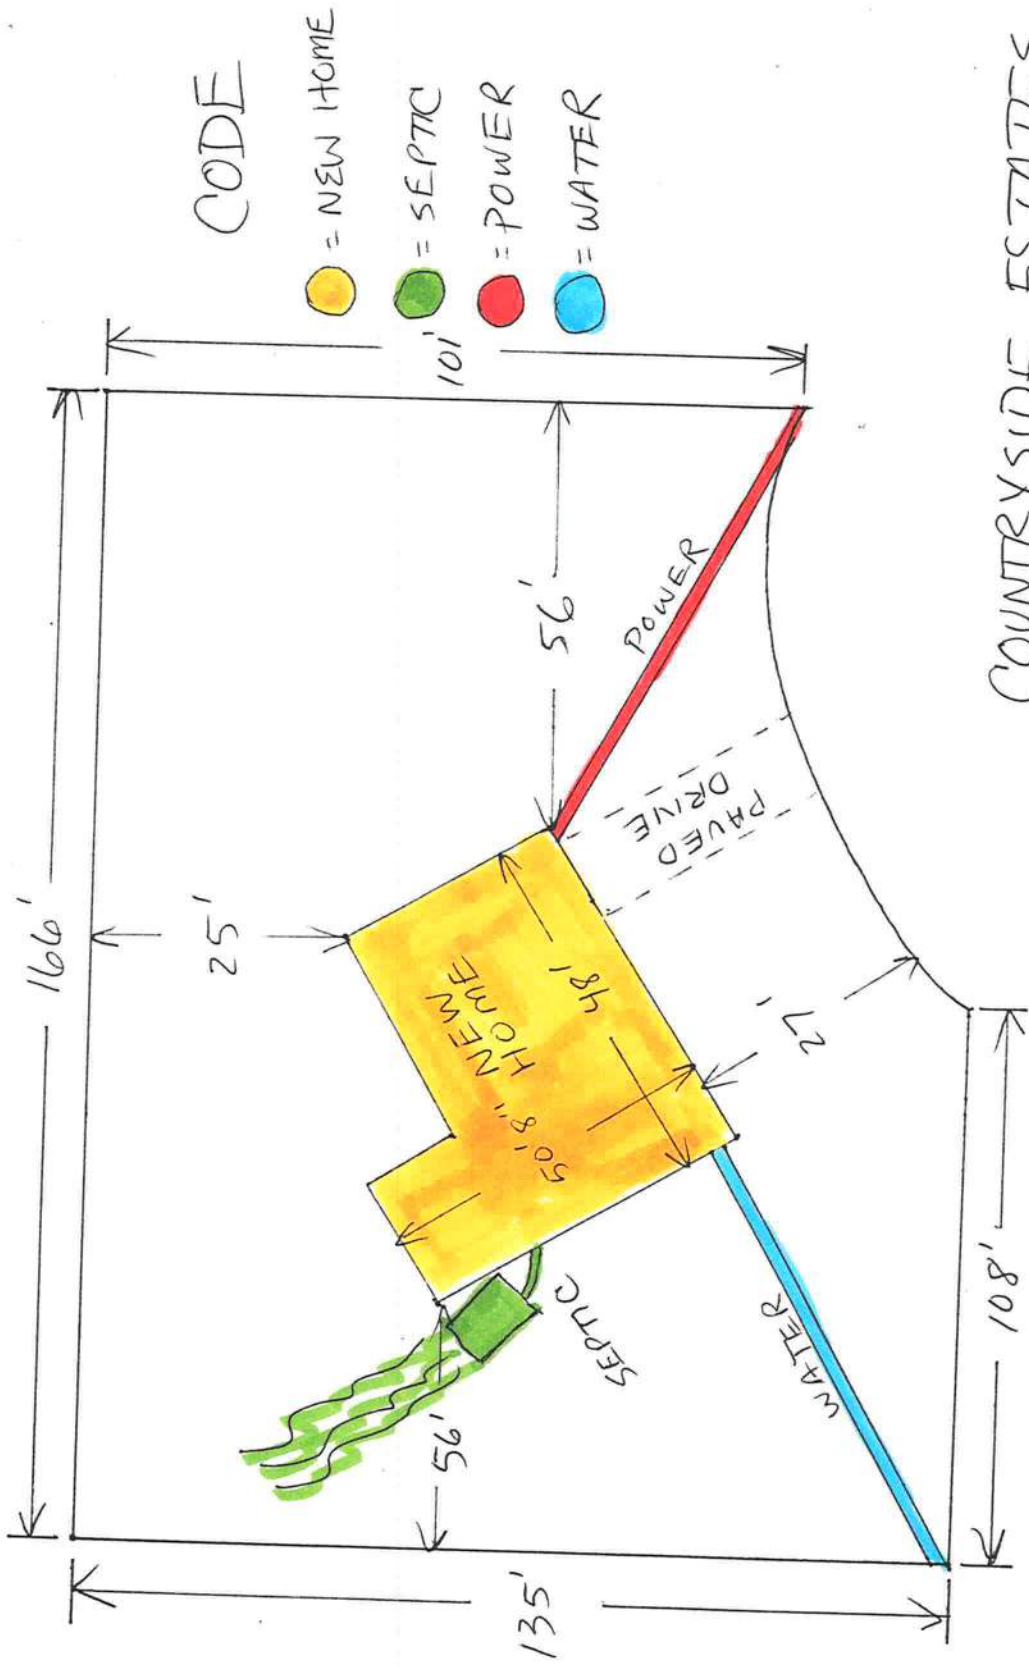 166'
25'
101'
CODE
= NEW HOME
= SEPTIC
= POWER
= WATER
56'
NEW
HOME
50'8"
48'
POWER
PAVED
DRIVE
SEPTIC
56'
135'
WATER
27'
108'
COUNTRYSIDE ESTATES